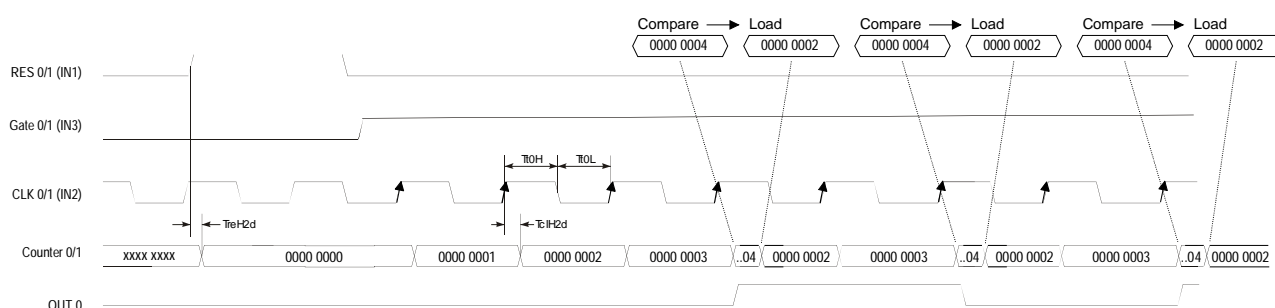 Compare Load Compare Load Compare Load
0000 0004 0000 0002 0000 0004 0000 0002 0000 0004 0000 0002
RES 0/1 (IN1)
Gate 0/1 (IN3)
Tt0H Tt0L
CLK 0/1 (IN2)
TreH2d TclH2d
Counter 0/1 xxxx xxxx 0000 0000 0000 0001 0000 0002 0000 0003 ..04 0000 0002 0000 0003 ..04 0000 0002 0000 0003 ..04 0000 0002
OUT 0